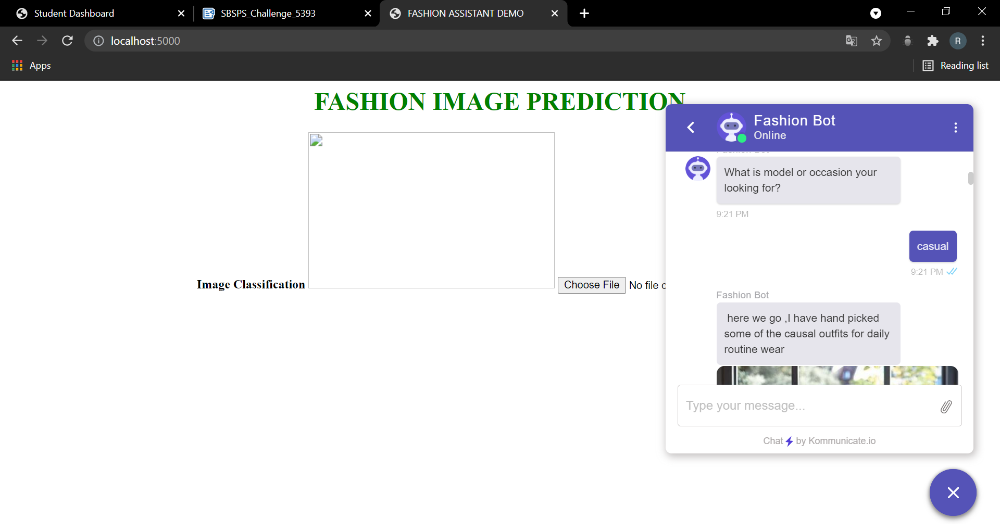 Student Dashboard
SBSPS_Challenge_5393
FASHION ASSISTANT DEMO
localhost:5000
R
Apps
Reading list
FASHION IMAGE PREDICTION
Image Classification
Choose File
No file
Fashion Bot
Online
What is model or occasion your
looking for?
9:21 PM
casual
9:21 PM
Fashion Bot
here we go ,I have hand picked
some of the causal outfits for daily
routine wear
Type your message...
Chat by Kommunicate.io